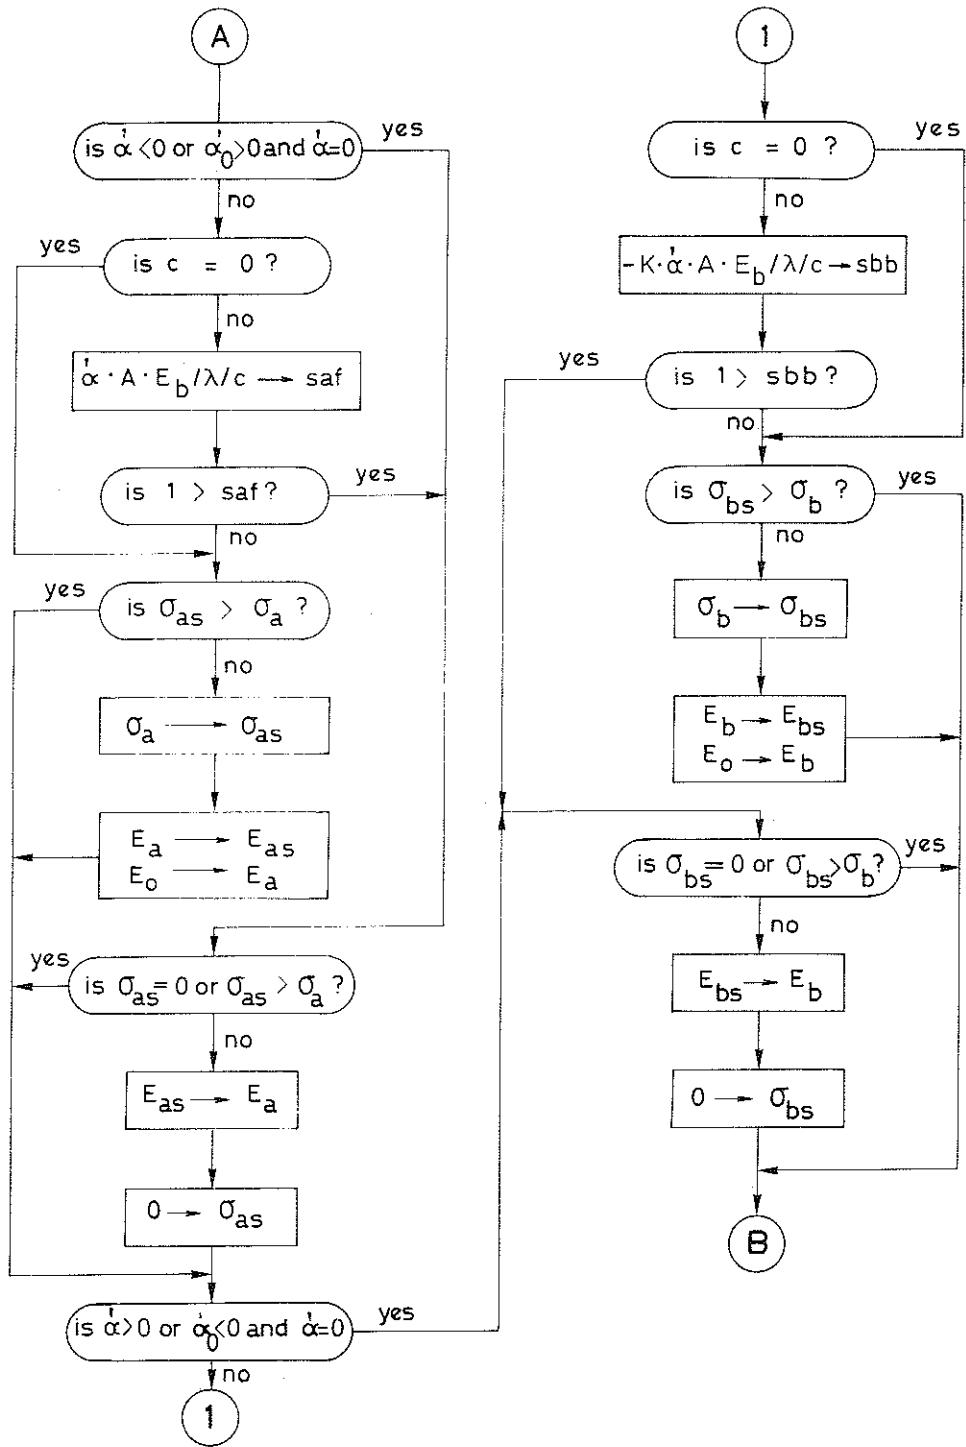 A
is α̇ <0 or α̇₀>0 and α̇=0
yes
no
yes
is c = 0 ?
no
α̇ · A · E_b /λ/c → saf
is 1 > saf?
yes
no
yes
is σ_as > σ_a ?
no
σ_a → σ_as
E_a → E_as
E_o → E_a
yes
is σ_as=0 or σ_as > σ_a ?
no
E_as → E_a
0 → σ_as
is α̇>0 or α̇₀<0 and α̇=0
yes
no
1
1
is c = 0 ?
yes
no
-K·α̇·A·E_b/λ/c → sbb
yes
is 1 > sbb?
no
is σ_bs > σ_b ?
yes
no
σ_b → σ_bs
E_b → E_bs
E_o → E_b
is σ_bs=0 or σ_bs>σ_b?
yes
no
E_bs → E_b
0 → σ_bs
B